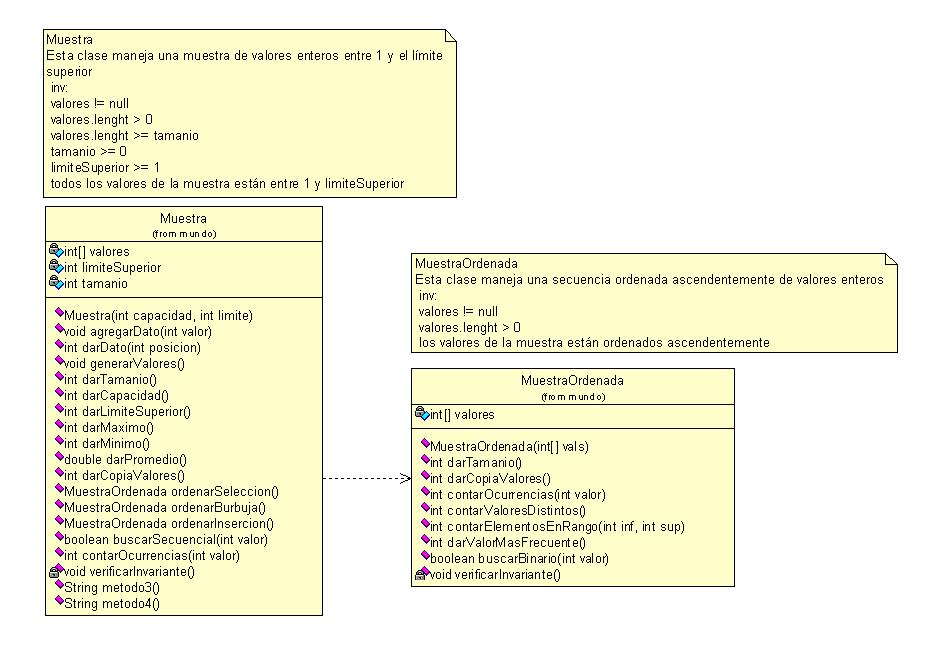 Muestra
Esta clase maneja una muestra de valores enteros entre 1 y el límite
superior
inv:
valores != null
valores.lenght > 0
valores.lenght >= tamanio
tamanio >= 0
limiteSuperior >= 1
todos los valores de la muestra están entre 1 y limiteSuperior
Muestra
(from mundo)
int[] valores
int limiteSuperior
int tamanio
Muestra(int capacidad, int limite)
void agregarDato(int valor)
int darDato(int posicion)
void generarValores()
int darTamanio()
int darCapacidad()
int darLimiteSuperior()
int darMaximo()
int darMinimo()
double darPromedio()
int darCopiaValores()
MuestraOrdenada ordenarSeleccion()
MuestraOrdenada ordenarBurbuja()
MuestraOrdenada ordenarInsercion()
boolean buscarSecuencial(int valor)
int contarOcurrencias(int valor)
void verificarInvariante()
String metodo3()
String metodo4()
MuestraOrdenada
Esta clase maneja una secuencia ordenada ascendentemente de valores enteros
inv:
valores != null
valores.lenght > 0
los valores de la muestra están ordenados ascendentemente
MuestraOrdenada
(from mundo)
int[] valores
MuestraOrdenada(int[] vals)
int darTamanio()
int darCopiaValores()
int contarOcurrencias(int valor)
int contarValoresDistintos()
int contarElementosEnRango(int inf, int sup)
int darValorMasFrecuente()
boolean buscarBinario(int valor)
void verificarInvariante()